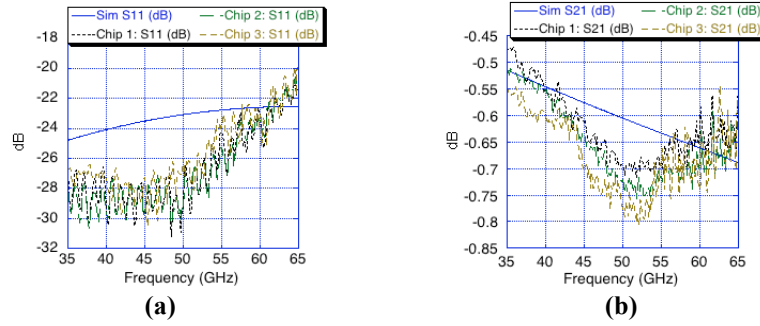 Sim S11 (dB) -Chip 2: S11 (dB)
Chip 1: S11 (dB) Chip 3: S11 (dB)
-18
-20
-22
-24
-26
-28
-30
-32
dB
35 40 45 50 55 60 65
Frequency (GHz)
(a)
Sim S21 (dB) -Chip 2: S21 (dB)
Chip 1: S21 (dB) Chip 3: S21 (dB)
-0.45
-0.5
-0.55
-0.6
-0.65
-0.7
-0.75
-0.8
-0.85
dB
35 40 45 50 55 60 65
Frequency (GHz)
(b)